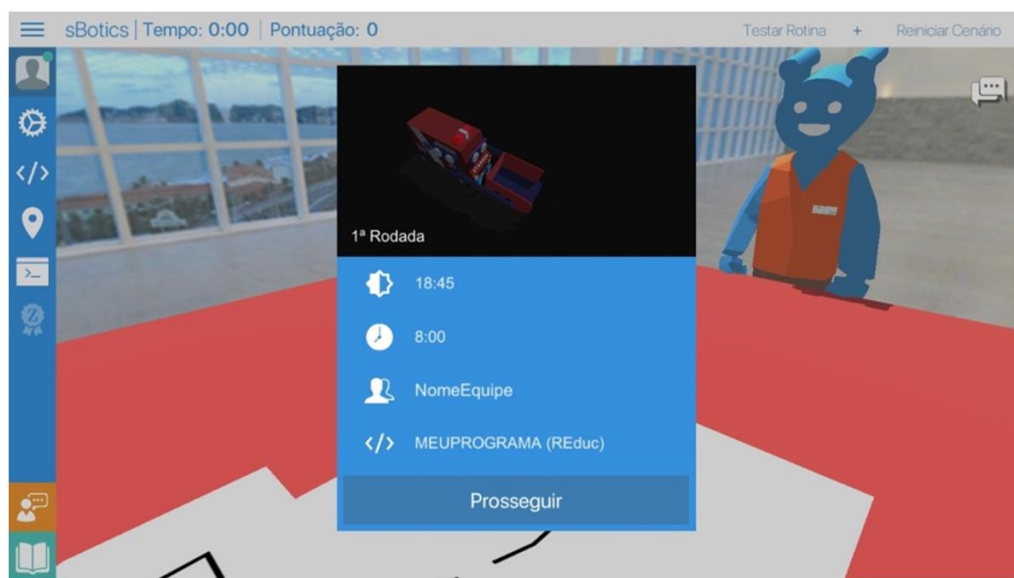 sBotics | Tempo: 0:00 | Pontuação: 0
Testar Rotina + Reiniciar Cenário
1ª Rodada
18:45
8:00
NomeEquipe
</> MEUPROGRAMA (REduc)
Prosseguir